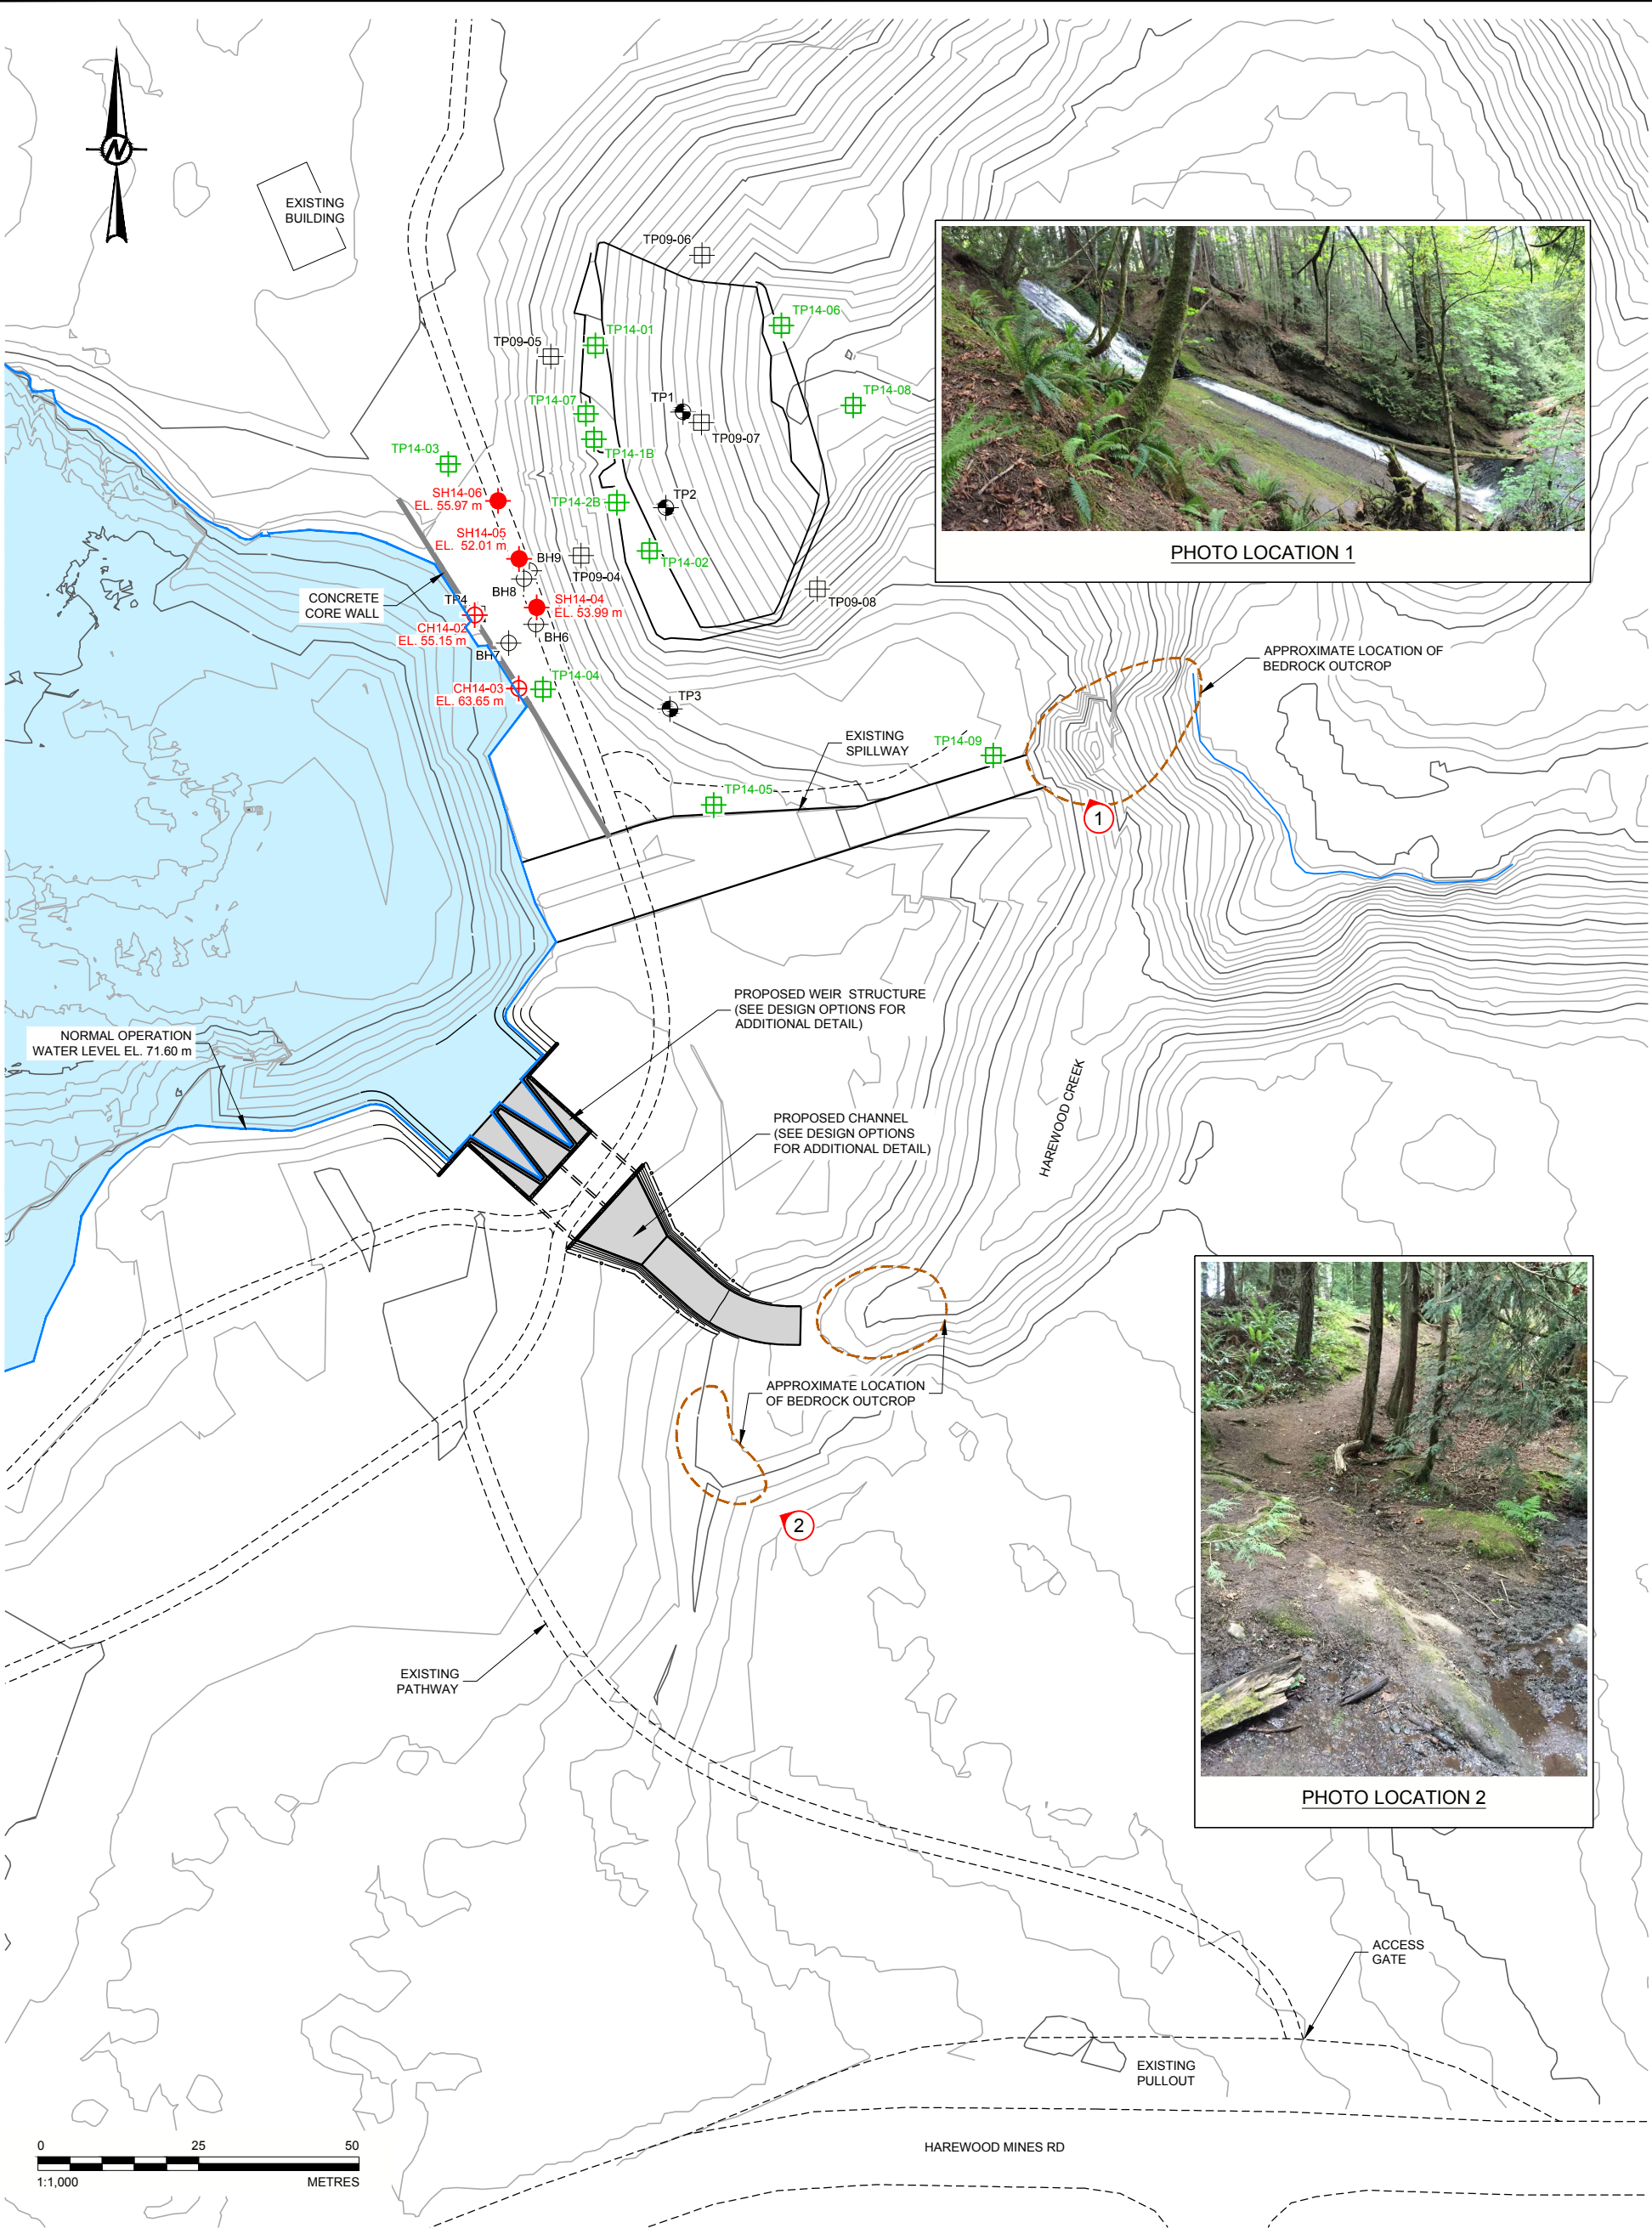 N
EXISTING
BUILDING
TP09-06
TP14-06
TP14-01
TP09-05
TP14-08
TP14-07
TP1
TP09-07
TP14-1B
TP14-03
SH14-06
EL. 55.97 m
TP14-2B
TP2
SH14-05
EL. 52.01 m
BH9
TP09-04
TP14-02
BH8
CONCRETE
CORE WALL
TP4
SH14-04
EL. 53.99 m
TP09-08
CH14-02
EL. 55.15 m
BH6
BH7
CH14-03
EL. 63.65 m
TP14-04
TP3
PHOTO LOCATION 1
APPROXIMATE LOCATION OF
BEDROCK OUTCROP
EXISTING
SPILLWAY
TP14-09
TP14-05
1
PROPOSED WEIR STRUCTURE
(SEE DESIGN OPTIONS FOR
ADDITIONAL DETAIL)
NORMAL OPERATION
WATER LEVEL EL. 71.60 m
HAREWOOD CREEK
PROPOSED CHANNEL
(SEE DESIGN OPTIONS
FOR ADDITIONAL DETAIL)
APPROXIMATE LOCATION
OF BEDROCK OUTCROP
2
EXISTING
PATHWAY
PHOTO LOCATION 2
ACCESS
GATE
EXISTING
PULLOUT
HAREWOOD MINES RD
0 25 50
1:1,000 METRES